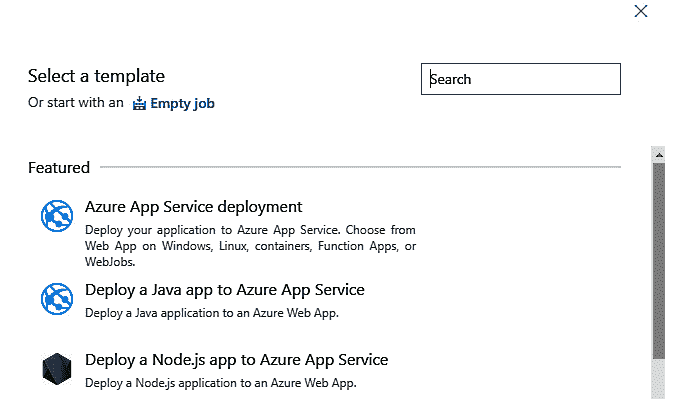 Select a template
Search
Or start with an Empty job
Featured
Azure App Service deployment
Deploy your application to Azure App Service. Choose from
Web App on Windows, Linux, containers, Function Apps, or
WebJobs.
Deploy a Java app to Azure App Service
Deploy a Java application to an Azure Web App.
Deploy a Node.js app to Azure App Service
Deploy a Node.js application to an Azure Web App.